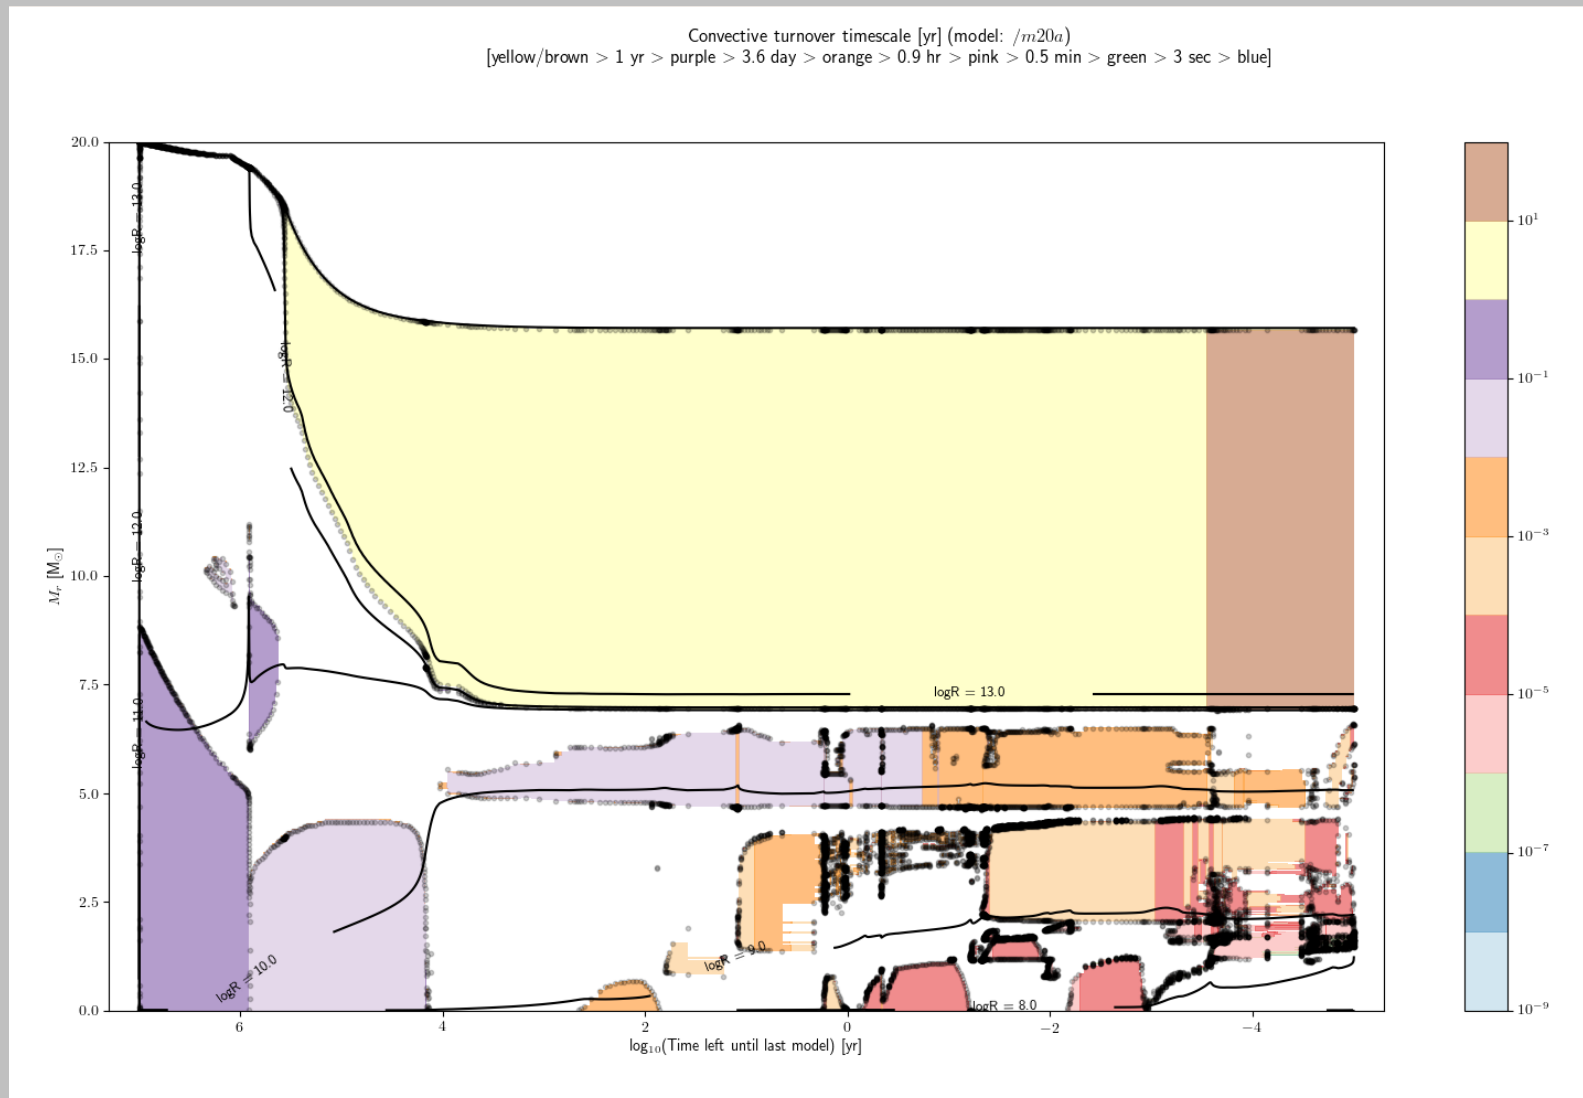 Convective turnover timescale [yr] (model: /m20a)
[yellow/brown > 1 yr > purple > 3.6 day > orange > 0.9 hr > pink > 0.5 min > green > 3 sec > blue]
20.0
17.5
15.0
12.5
10.0
7.5
5.0
2.5
0.0
M_r [M_⊙]
logR = 13.0
logR = 12.0
logR = 11.0
logR = 12.0
logR = 13.0
logR = 10.0
logR = 9.0
logR = 8.0
6
4
2
0
−2
−4
log₁₀(Time left until last model) [yr]
10¹
10⁻¹
10⁻³
10⁻⁵
10⁻⁷
10⁻⁹